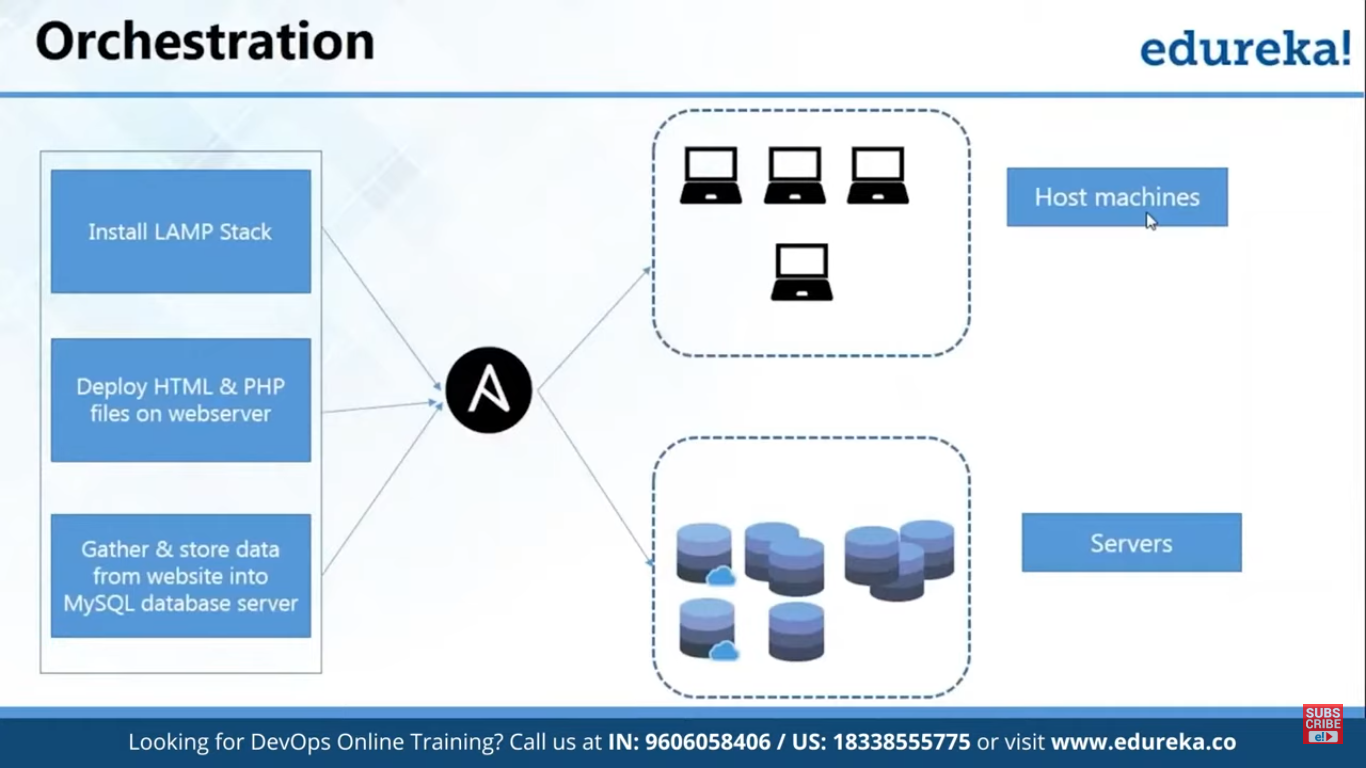 Orchestration
edureka!
Install LAMP Stack
Deploy HTML & PHP
files on webserver
Gather & store data
from website into
MySQL database server
Host machines
Servers
Looking for DevOps Online Training? Call us at IN: 9606058406 / US: 18338555775 or visit www.edureka.co
SUBS
CRIBE
e!